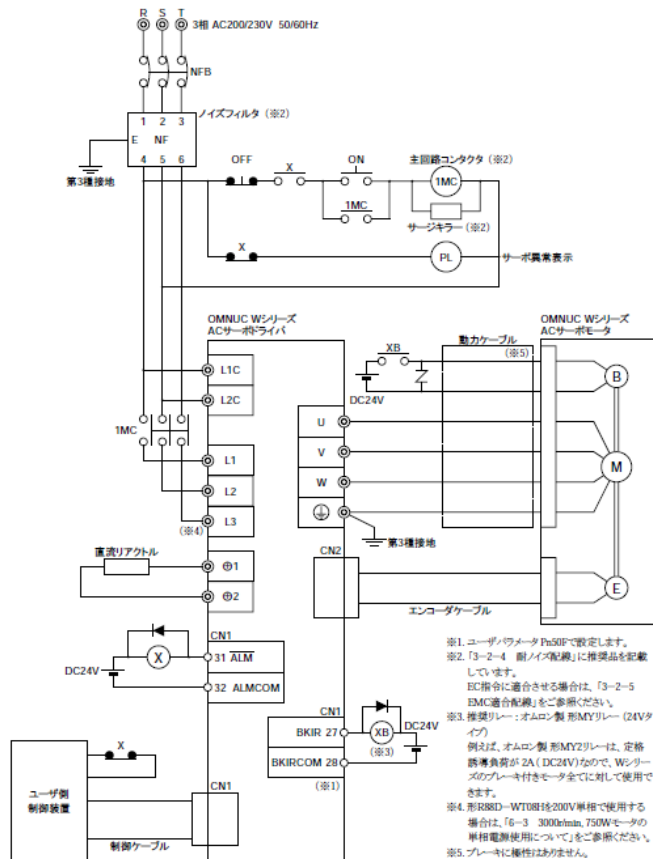 R S T
3相 AC200/230V 50/60Hz
NFB
ノイズフィルタ (※2)
1 2 3
E NF
4 5 6
第3種接地
OFF
X
ON
主回路コンタクタ (※2)
1MC
1MC
サージキラー (※2)
X
PL
サーボ異常表示
OMNUC Wシリーズ
ACサーボドライバ
OMNUC Wシリーズ
ACサーボモータ
動力ケーブル
(※5)
XB
DC24V
B
L1C
L2C
1MC
U
V
W
M
L1
L2
L3
(※4)
第3種接地
直流リアクトル
⊕1
⊕2
CN2
E
エンコーダケーブル
CN1
X
31 ALM
DC24V
32 ALMCOM
CN1
BKIR 27
XB
DC24V
(※3)
BKIRCOM 28
(※1)
X
ユーザ側
制御装置
CN1
制御ケーブル
※1. ユーザパラメータ Pn50Fで設定します。
※2. 「3-2-4 耐ノイズ配線」に推奨品を記載
しています。
EC指令に適合させる場合は、「3-2-5
EMC適合配線」をご参照ください。
※3. 推奨リレー：オムロン製 形MYリレー (24Vタ
イプ)
例えば、オムロン製 形MY2リレーは、定格
誘導負荷が 2A ( DC24V) なので、Wシリー
ズのブレーキ付きモータ全てに対して使用で
きます。
※4. 形R88D-WT08Hを200V単相で使用する
場合は、「6-3 3000r/min, 750Wモータの
単相電源使用について」をご参照ください。
※5. ブレーキに極性はありません。